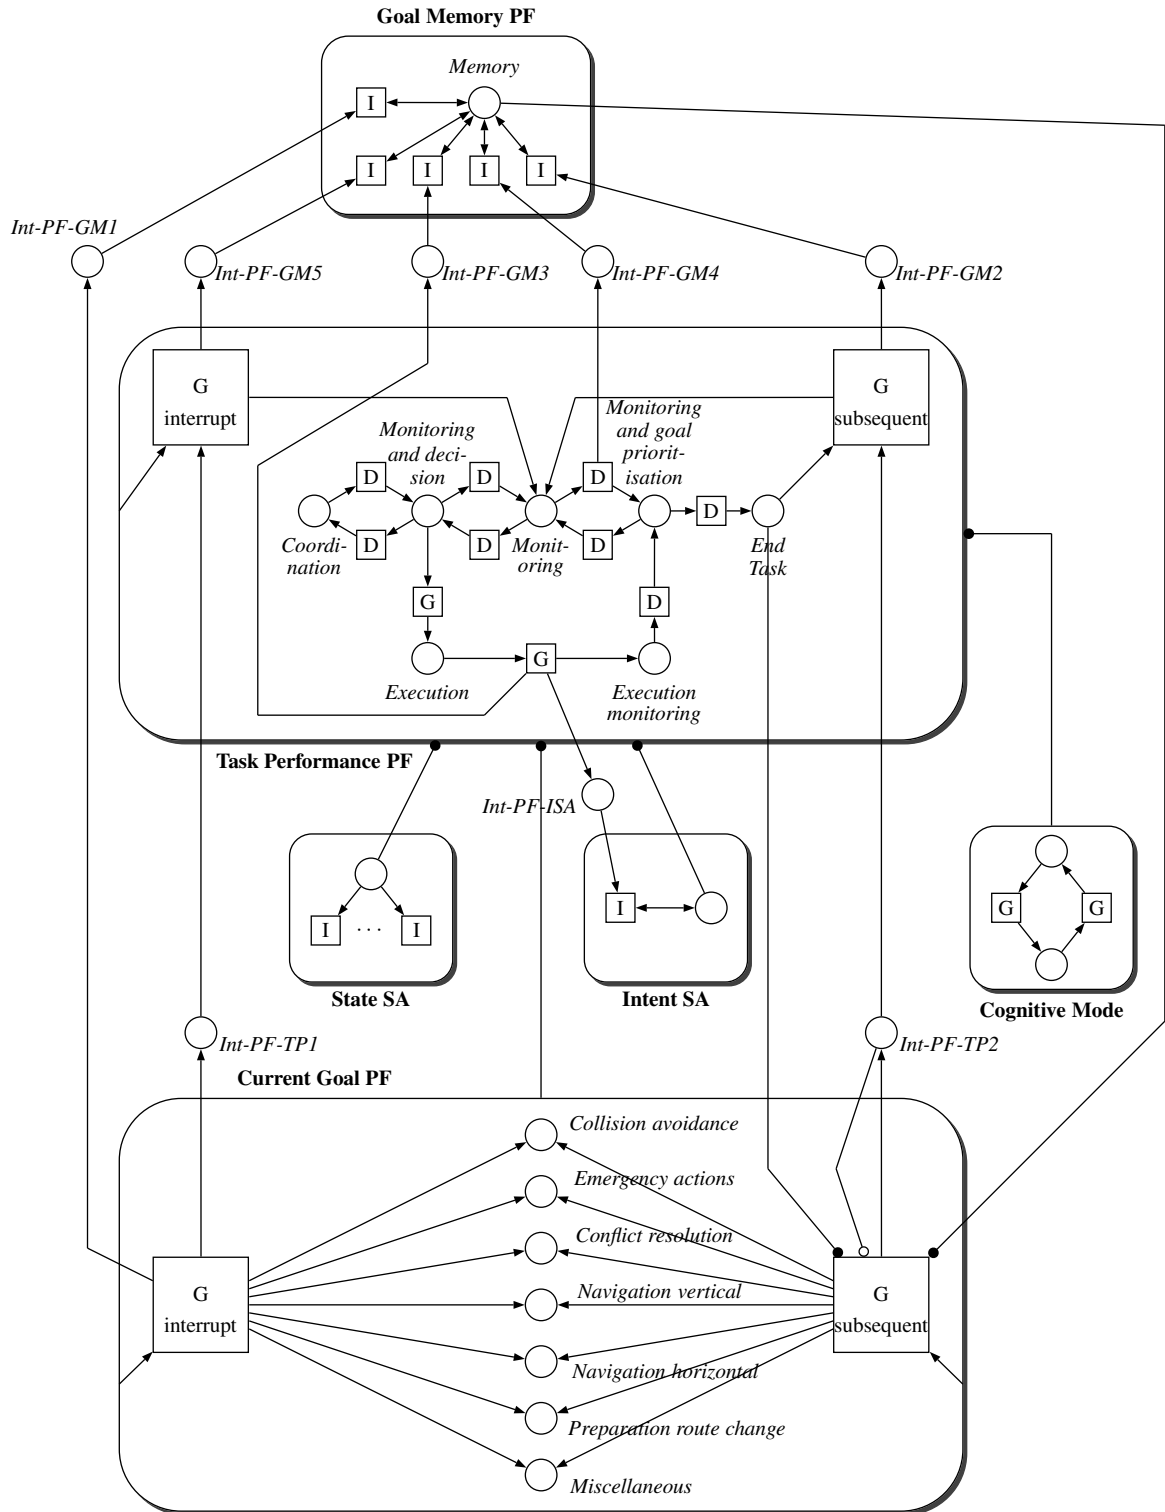 Goal Memory PF
Memory
I
I
I
I
I
Int-PF-GM1
Int-PF-GM5
Int-PF-GM3
Int-PF-GM4
Int-PF-GM2
G
interrupt
G
subsequent
Monitoring
and goal
priorit-
isation
Monitoring
and deci-
sion
D
D
D
Coordi-
nation
D
D
Monit-
oring
D
D
End
Task
G
D
Execution
G
Execution
monitoring
Task Performance PF
Int-PF-ISA
I
· · ·
I
State SA
I
Intent SA
G
G
Cognitive Mode
Int-PF-TP1
Int-PF-TP2
Current Goal PF
Collision avoidance
Emergency actions
Conflict resolution
G
interrupt
Navigation vertical
G
subsequent
Navigation horizontal
Preparation route change
Miscellaneous